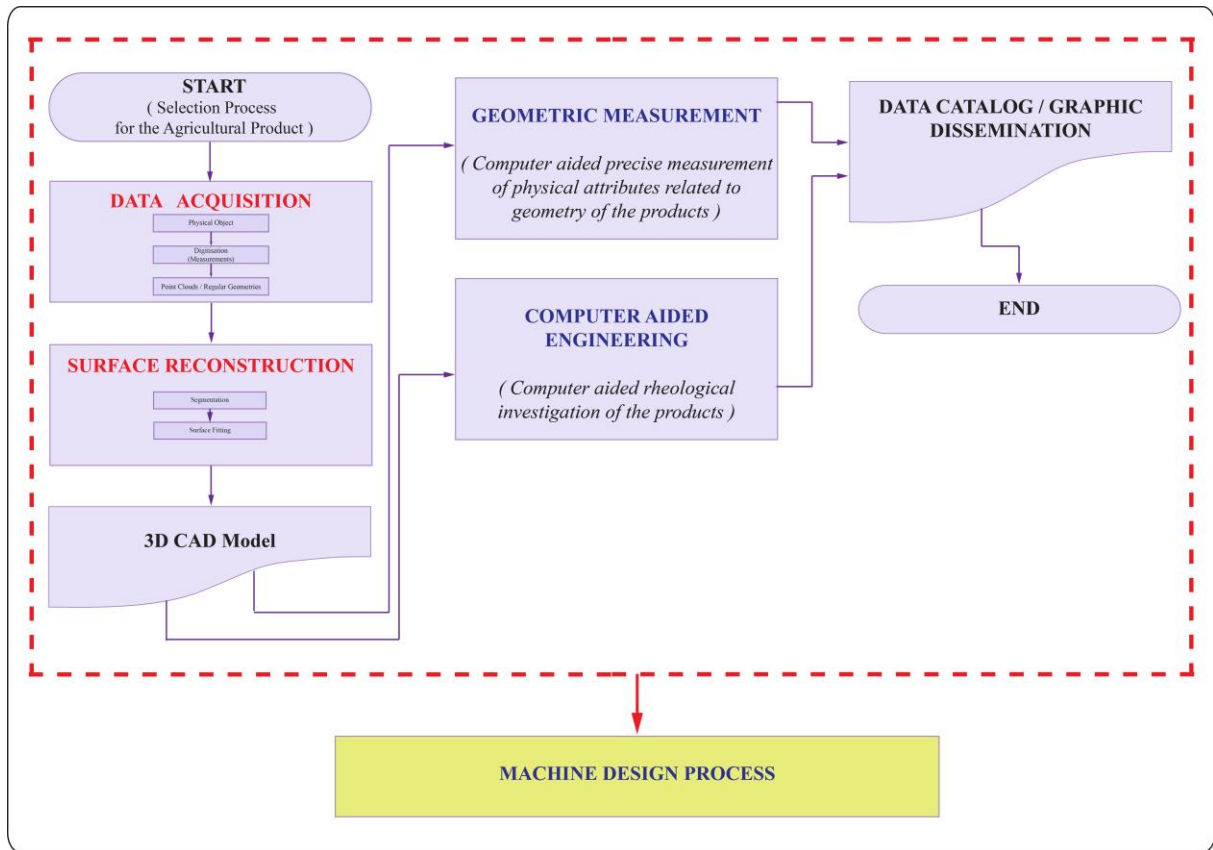 START
( Selection Process
for the Agricultural Product )
DATA ACQUISITION
Physical Object
Digitisation
(Measurements)
Point Clouds / Regular Geometries
SURFACE RECONSTRUCTION
Segmentation
Surface Fitting
3D CAD Model
GEOMETRIC MEASUREMENT
( Computer aided precise measurement
of physical attributes related to
geometry of the products )
COMPUTER AIDED
ENGINEERING
( Computer aided rheological
investigation of the products )
DATA CATALOG / GRAPHIC
DISSEMINATION
END
MACHINE DESIGN PROCESS